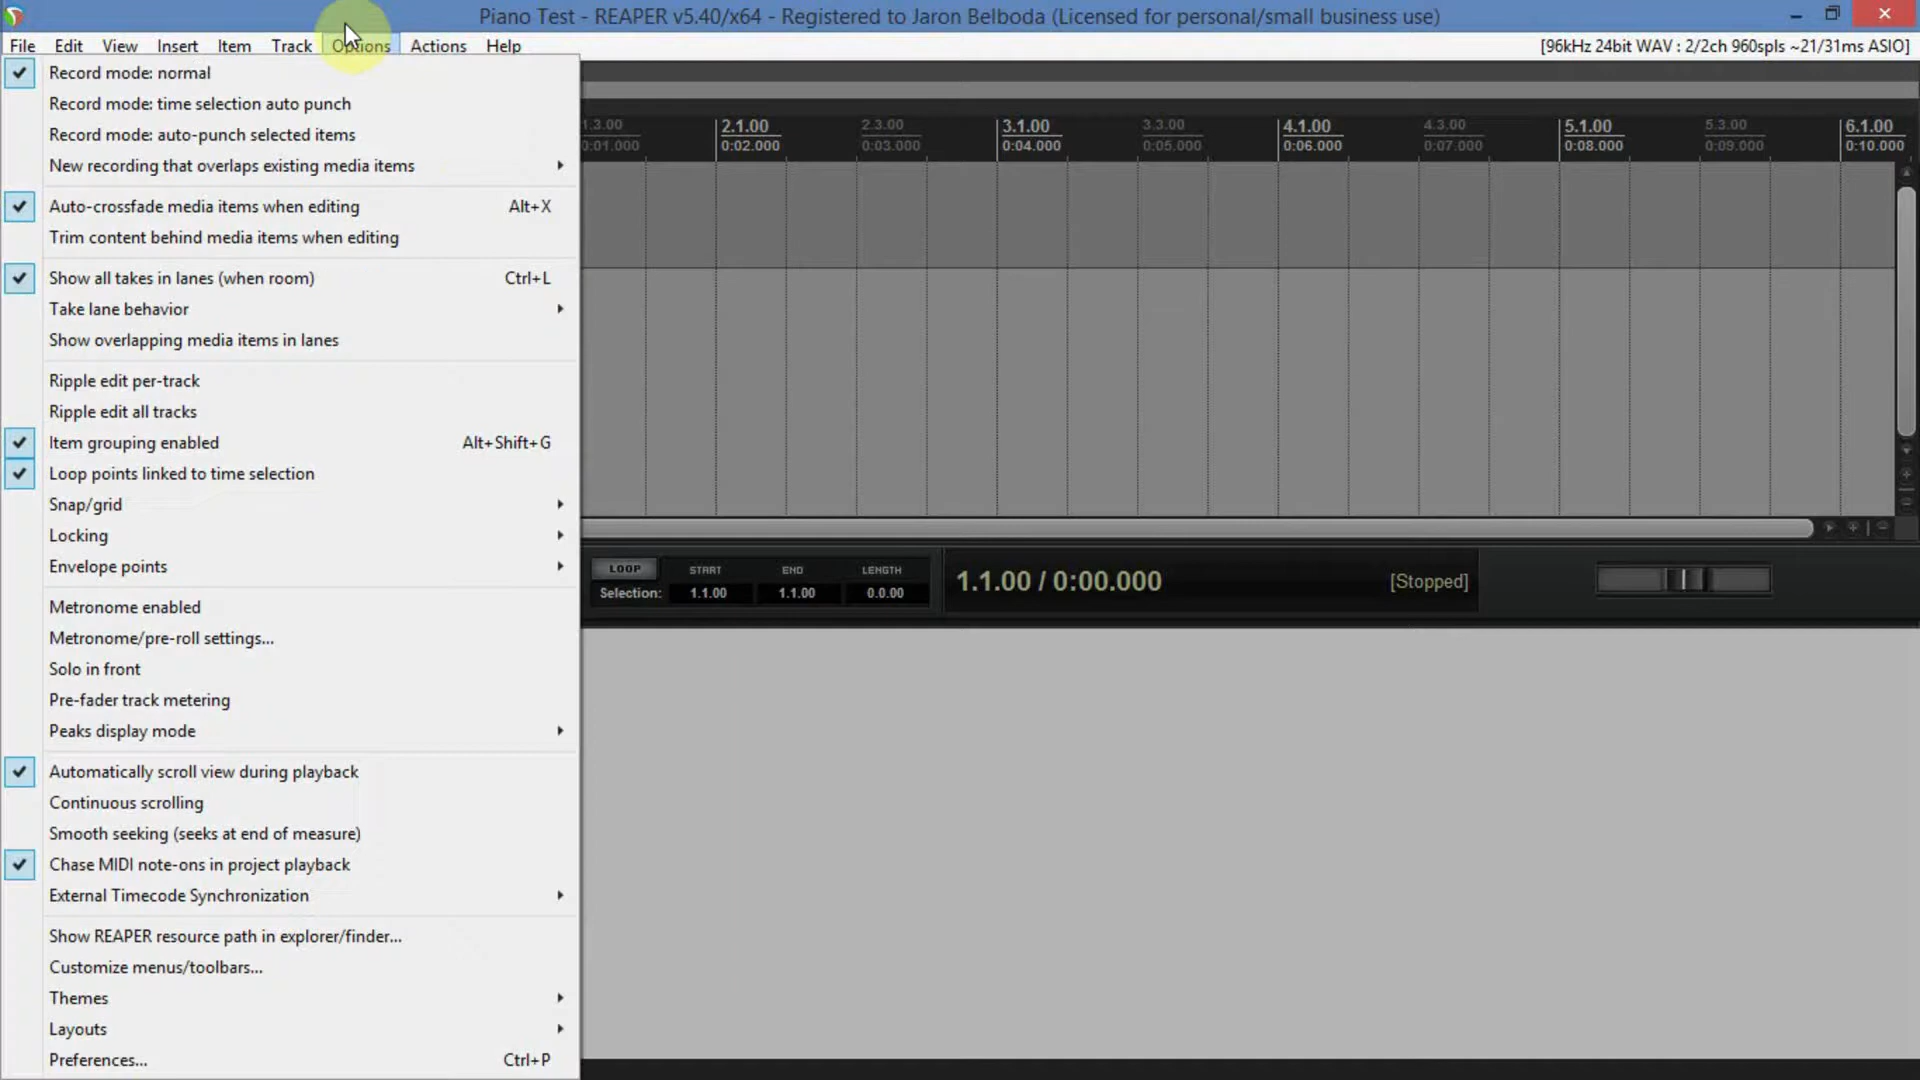 Piano Test - REAPER v5.40/x64 - Registered to Jaron Belboda (Licensed for personal/small business use)
File Edit View Insert Item Track Options Actions Help
[96kHz 24bit WAV : 2/2ch 960spls ~21/31ms ASIO]
Record mode: normal
Record mode: time selection auto punch
Record mode: auto-punch selected items
New recording that overlaps existing media items
Auto-crossfade media items when editing Alt+X
Trim content behind media items when editing
Show all takes in lanes (when room) Ctrl+L
Take lane behavior
Show overlapping media items in lanes
Ripple edit per-track
Ripple edit all tracks
Item grouping enabled Alt+Shift+G
Loop points linked to time selection
Snap/grid
Locking
Envelope points
Metronome enabled
Metronome/pre-roll settings...
Solo in front
Pre-fader track metering
Peaks display mode
Automatically scroll view during playback
Continuous scrolling
Smooth seeking (seeks at end of measure)
Chase MIDI note-ons in project playback
External Timecode Synchronization
Show REAPER resource path in explorer/finder...
Customize menus/toolbars...
Themes
Layouts
Preferences... Ctrl+P
1.3.00 2.1.00 2.3.00 3.1.00 3.3.00 4.1.00 4.3.00 5.1.00 5.3.00 6.1.00
0:01.000 0:02.000 0:03.000 0:04.000 0:05.000 0:06.000 0:07.000 0:08.000 0:09.000 0:10.000
LOOP START END LENGTH
Selection: 1.1.00 1.1.00 0.0.00
1.1.00 / 0:00.000 [Stopped]